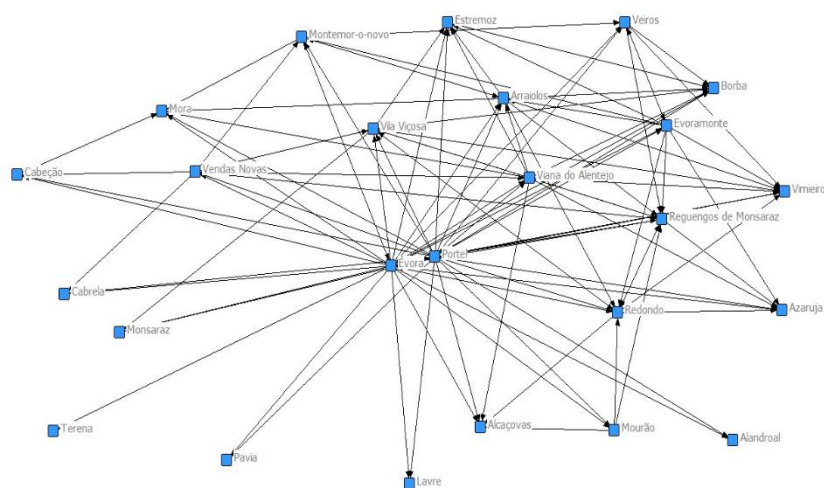 Estremoz
Veiros
Montemor-o-novo
Borba
Arraiolos
Mora
Evoramonte
Vila Viçosa
Cabeção
Vendas Novas
Viana do Alentejo
Vimieiro
Reguengos de Monsaraz
Portel
Évora
Cabrela
Redondo
Azaruja
Monsaraz
Alcaçovas
Mourão
Terena
Alandroal
Pavia
Lavre